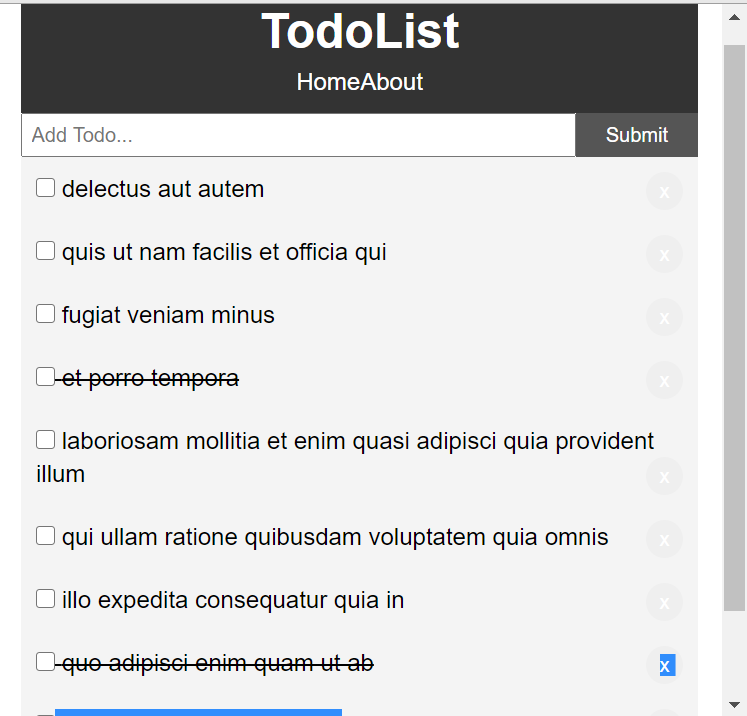 TodoList
HomeAbout
Add Todo...
Submit
delectus aut autem
x
quis ut nam facilis et officia qui
x
fugiat veniam minus
x
et porro tempora
x
laboriosam mollitia et enim quasi adipisci quia provident
illum
x
qui ullam ratione quibusdam voluptatem quia omnis
x
illo expedita consequatur quia in
x
quo adipisci enim quam ut ab
x